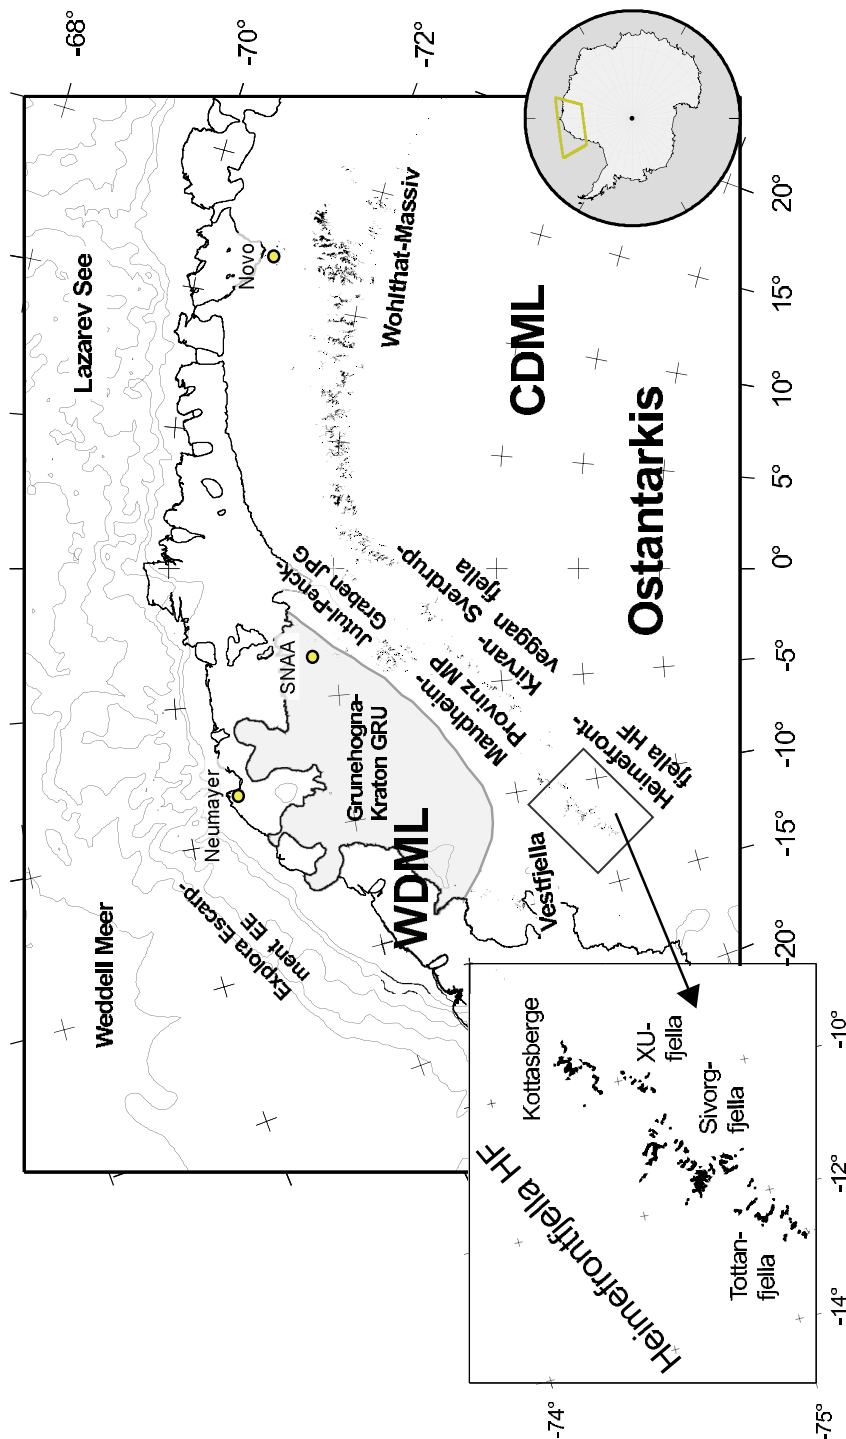 -68°
-70°
-72°
Weddell Meer
Lazarev See
Explora Escarp-
ment EE
Neumayer
SNAA
Novo
Grunehogna-
Kraton GRU
WDML
Jutul-Penck-
Graben JPG
Maudheim-
Provinz MP
Kirvan-
veggan
Sverdrup-
fjella
Wohlthat-Massiv
CDML
Ostantarkis
Vestfjella
Heimefront-
fjella HF
-20°
-15°
-10°
-5°
0°
5°
10°
15°
20°
Heimefrontfjella HF
Kottasberge
XU-
fjella
Sivorg-
fjella
Tottan-
fjella
-74°
-75°
-14°
-12°
-10°